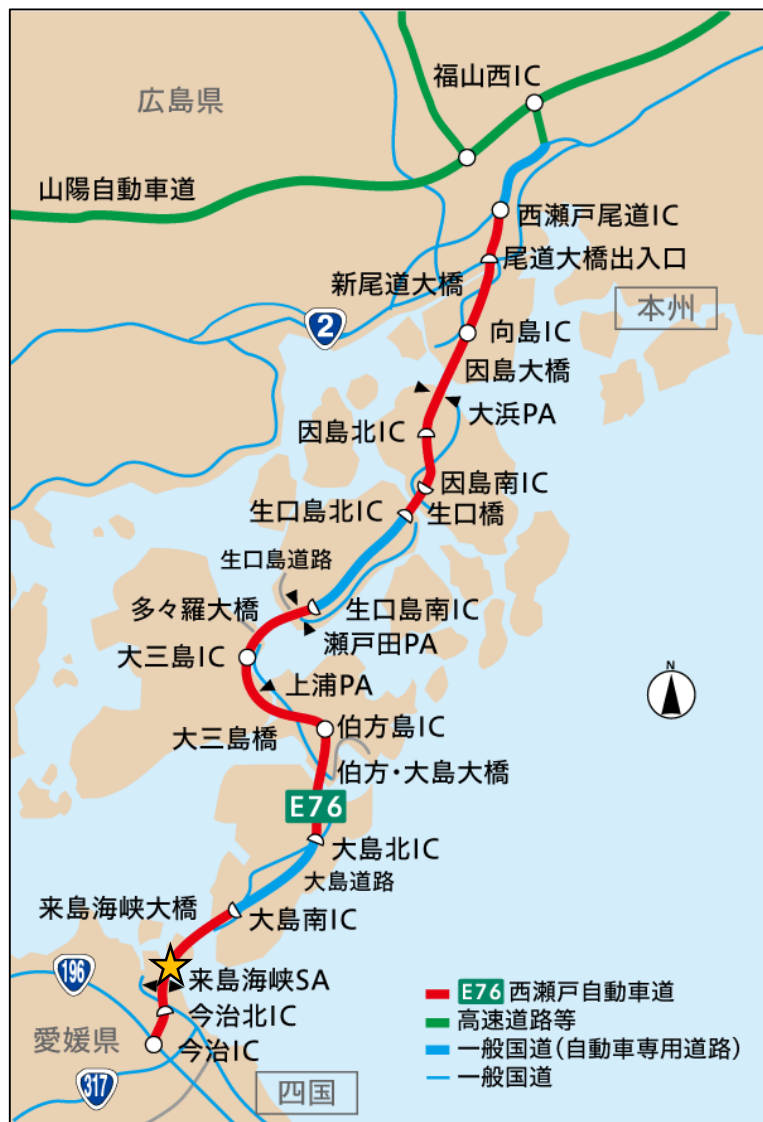 福山西IC
広島県
山陽自動車道
西瀬戸尾道IC
尾道大橋出入口
新尾道大橋
本州
2
向島IC
因島大橋
大浜PA
因島北IC
因島南IC
生口島北IC
生口橋
生口島道路
多々羅大橋
生口島南IC
瀬戸田PA
大三島IC
上浦PA
N
大三島橋
伯方島IC
伯方・大島大橋
E76
大島北IC
大島道路
来島海峡大橋
大島南IC
196
来島海峡SA
今治北IC
愛媛県
今治IC
317
四国
E76 西瀬戸自動車道
高速道路等
一般国道(自動車専用道路)
一般国道